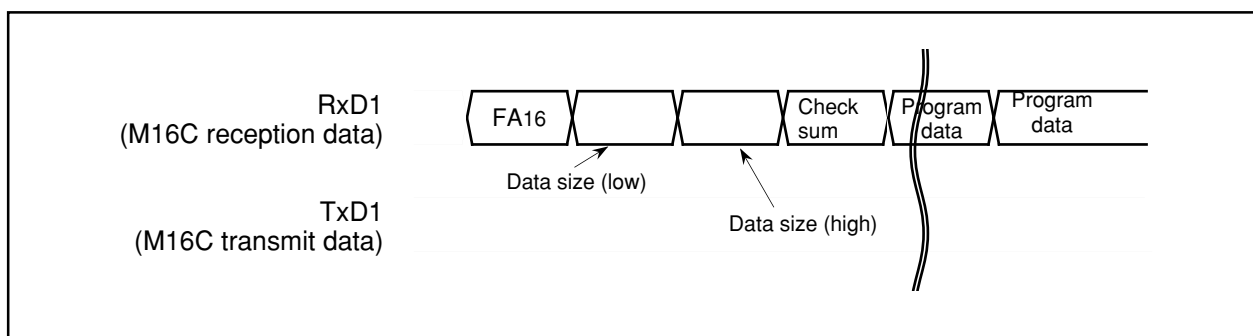 RxD1
(M16C reception data)
FA16
Check
sum
Program
data
Program
data
Data size (low)
Data size (high)
TxD1
(M16C transmit data)